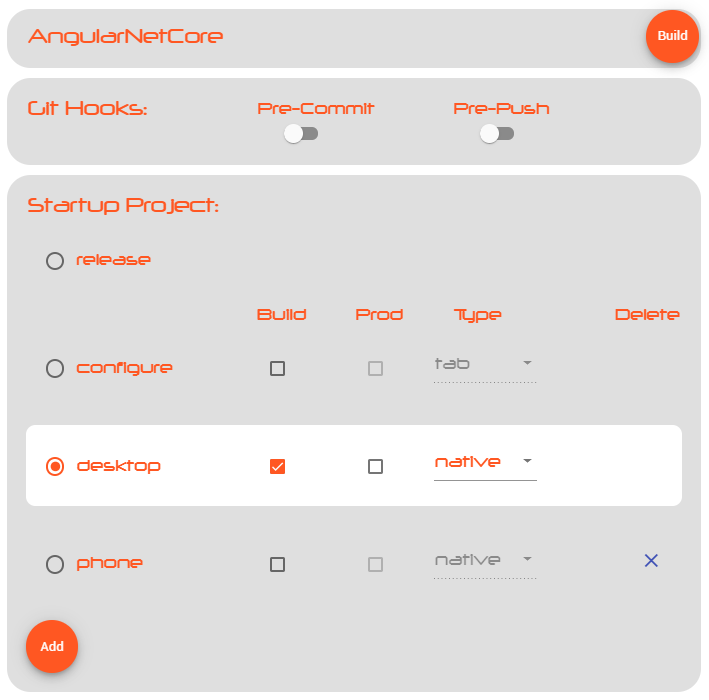 AngularNetCore Build
Git Hooks: Pre-Commit Pre-Push
Startup Project:
release
Build Prod Type Delete
configure tab
desktop native
phone native
Add